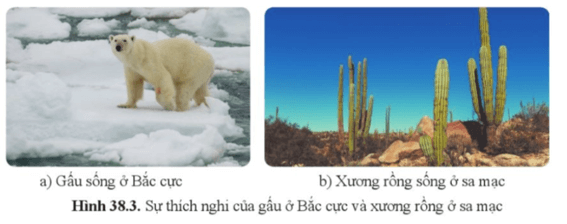 a) Gấu sống ở Bắc cực
b) Xương rồng sống ở sa mạc
Hình 38.3. Sự thích nghi của gấu ở Bắc cực và xương rồng ở sa mạc